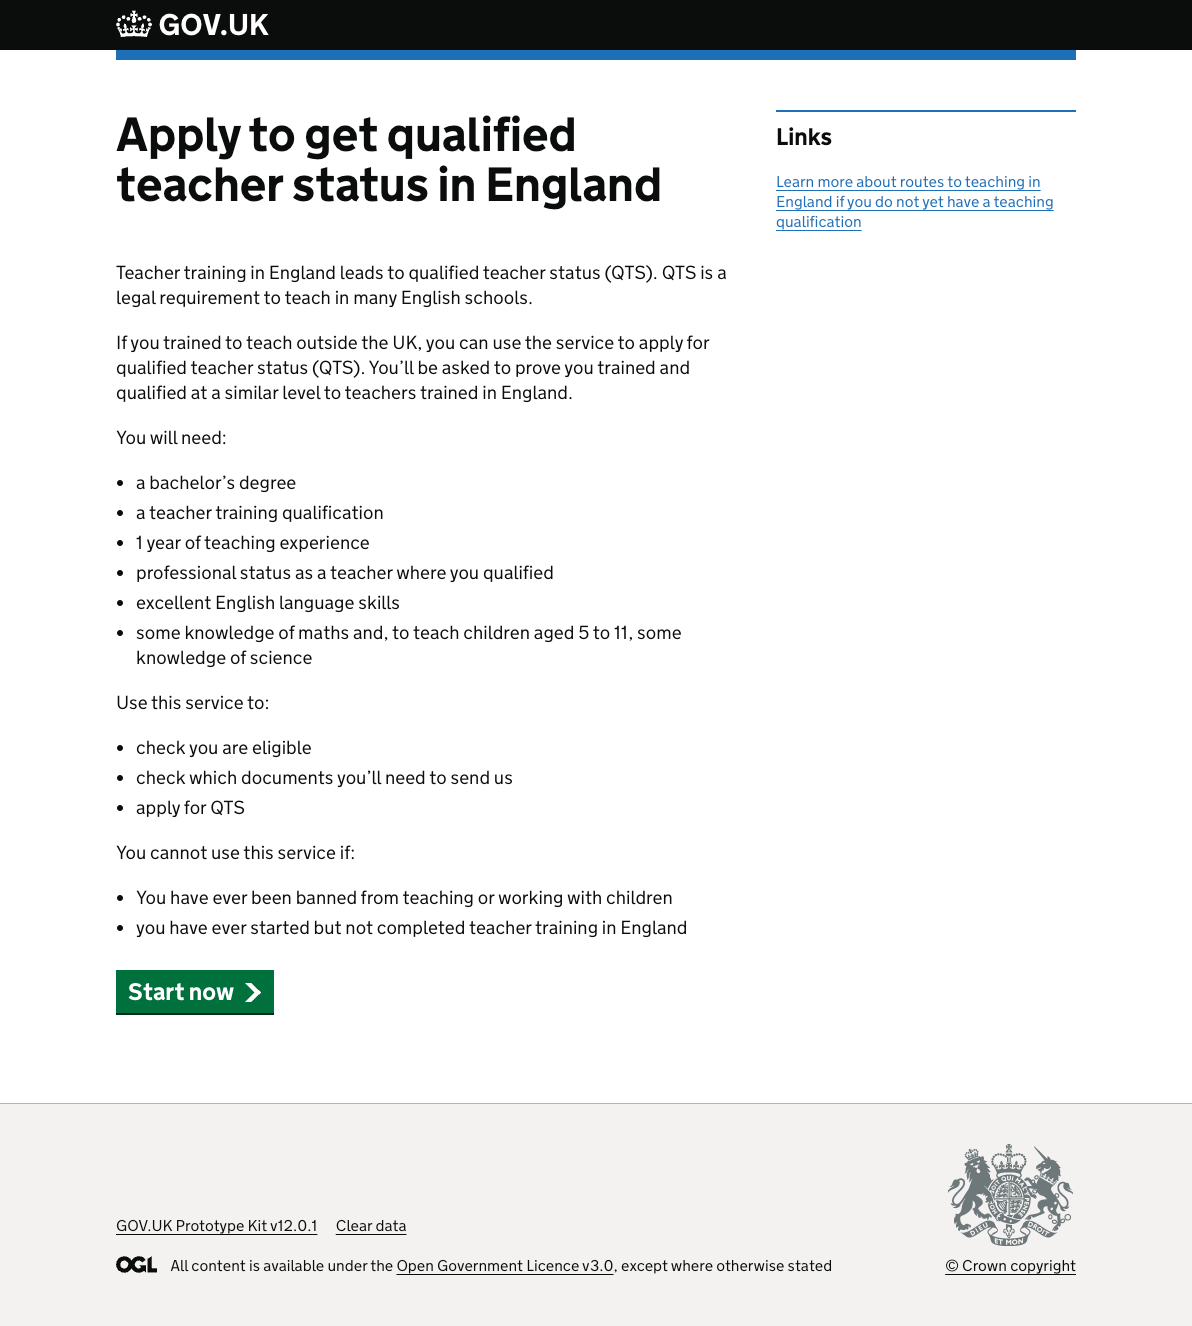 GOV.UK
Apply to get qualified
teacher status in England
Links
Learn more about routes to teaching in
England if you do not yet have a teaching
qualification
Teacher training in England leads to qualified teacher status (QTS). QTS is a
legal requirement to teach in many English schools.
If you trained to teach outside the UK, you can use the service to apply for
qualified teacher status (QTS). You’ll be asked to prove you trained and
qualified at a similar level to teachers trained in England.
You will need:
• a bachelor’s degree
• a teacher training qualification
• 1 year of teaching experience
• professional status as a teacher where you qualified
• excellent English language skills
• some knowledge of maths and, to teach children aged 5 to 11, some
knowledge of science
Use this service to:
• check you are eligible
• check which documents you’ll need to send us
• apply for QTS
You cannot use this service if:
• You have ever been banned from teaching or working with children
• you have ever started but not completed teacher training in England
Start now
GOV.UK Prototype Kit v12.0.1 Clear data
OGL All content is available under the Open Government Licence v3.0, except where otherwise stated
DIEU ET MON DROIT
© Crown copyright